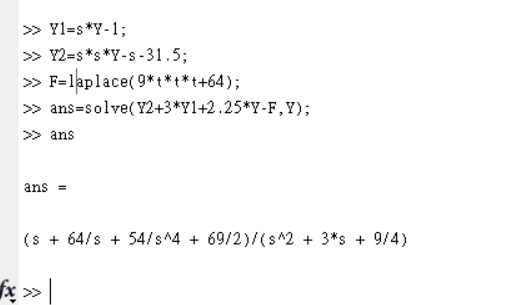 >> Y1=s*Y-1;
>> Y2=s*s*Y-s-31.5;
>> F=laplace(9*t*t*t+64);
>> ans=solve(Y2+3*Y1+2.25*Y-F,Y);
>> ans
ans =
(s + 64/s + 54/s^4 + 69/2)/(s^2 + 3*s + 9/4)
fx >>